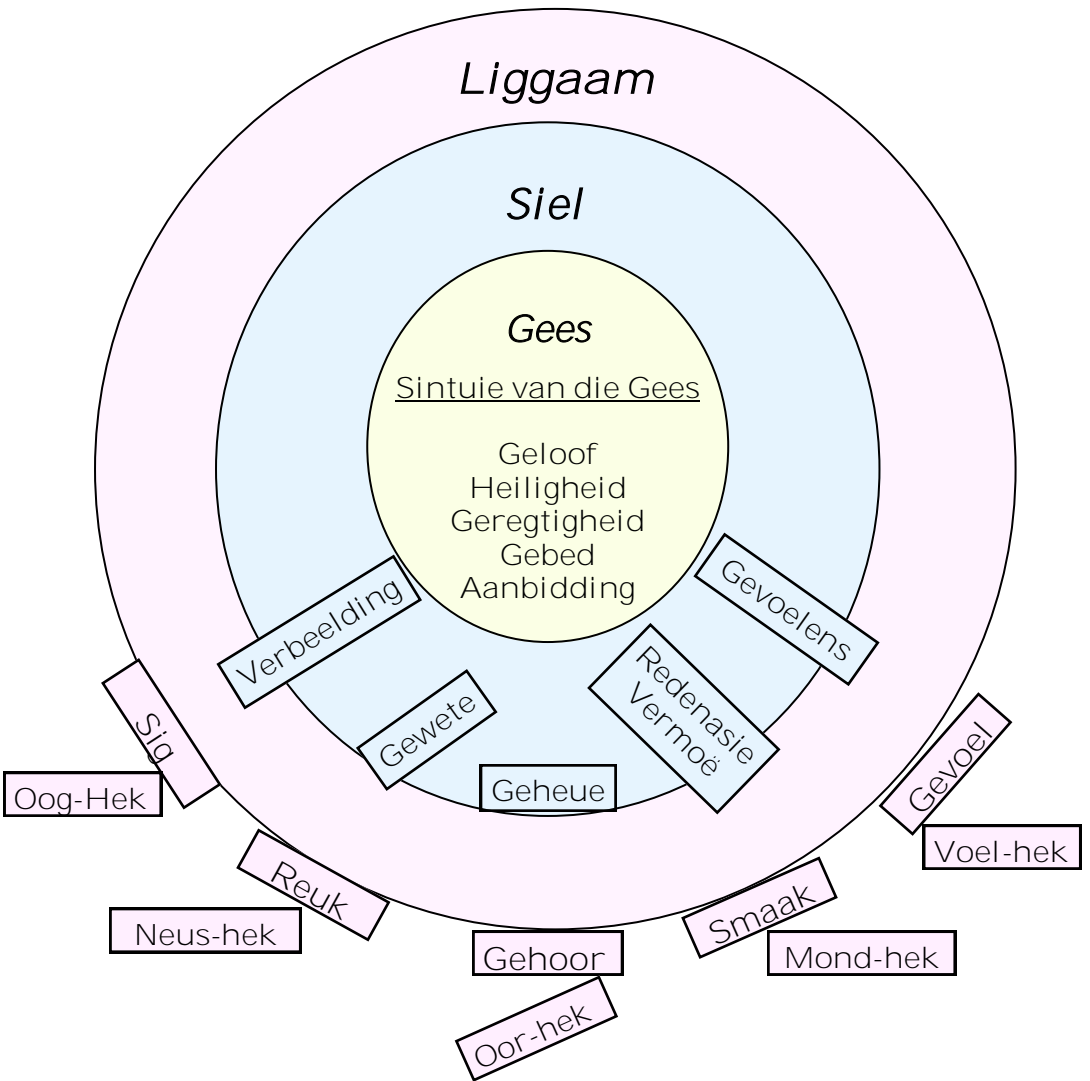 Liggaam
Siel
Gees
Sintuie van die Gees
Geloof
Heiligheid
Geregtigheid
Gebed
Aanbidding
Verbeelding
Gewete
Geheue
Redenasie
Vermoë
Gevoelens
Sig
Oog-Hek
Reuk
Neus-hek
Gehoor
Oor-hek
Smaak
Mond-hek
Gevoel
Voel-hek